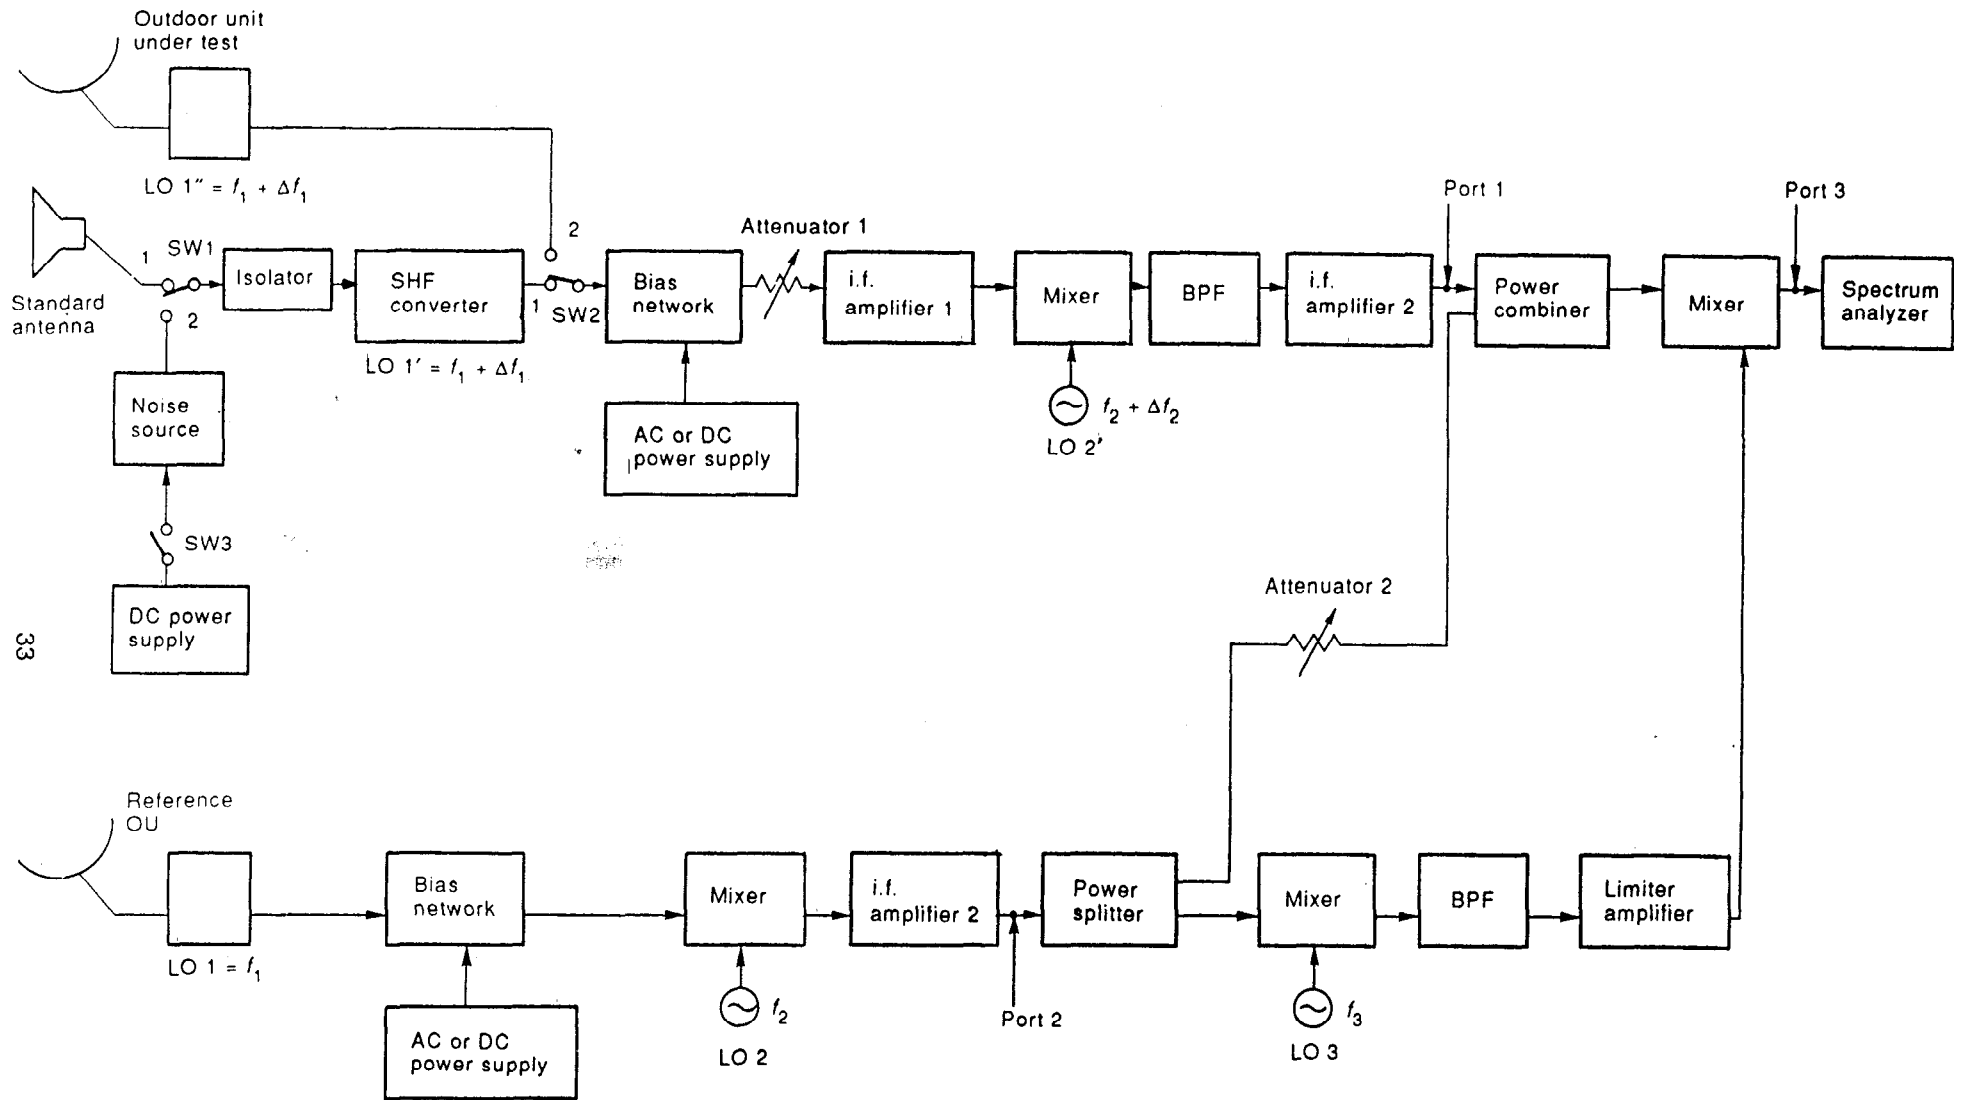 Outdoor unit
under test
LO 1″ = f₁ + Δf₁
Standard
antenna
1
SW1
2
Isolator
SHF
converter
LO 1′ = f₁ + Δf₁
2
1
SW2
Bias
network
AC or DC
power supply
Attenuator 1
i.f.
amplifier 1
Mixer
f₂ + Δf₂
LO 2′
BPF
i.f.
amplifier 2
Port 1
Power
combiner
Mixer
Port 3
Spectrum
analyzer
Noise
source
SW3
DC power
supply
33
Attenuator 2
Reference
OU
LO 1 = f₁
Bias
network
AC or DC
power supply
Mixer
f₂
LO 2
i.f.
amplifier 2
Port 2
Power
splitter
Mixer
f₃
LO 3
BPF
Limiter
amplifier